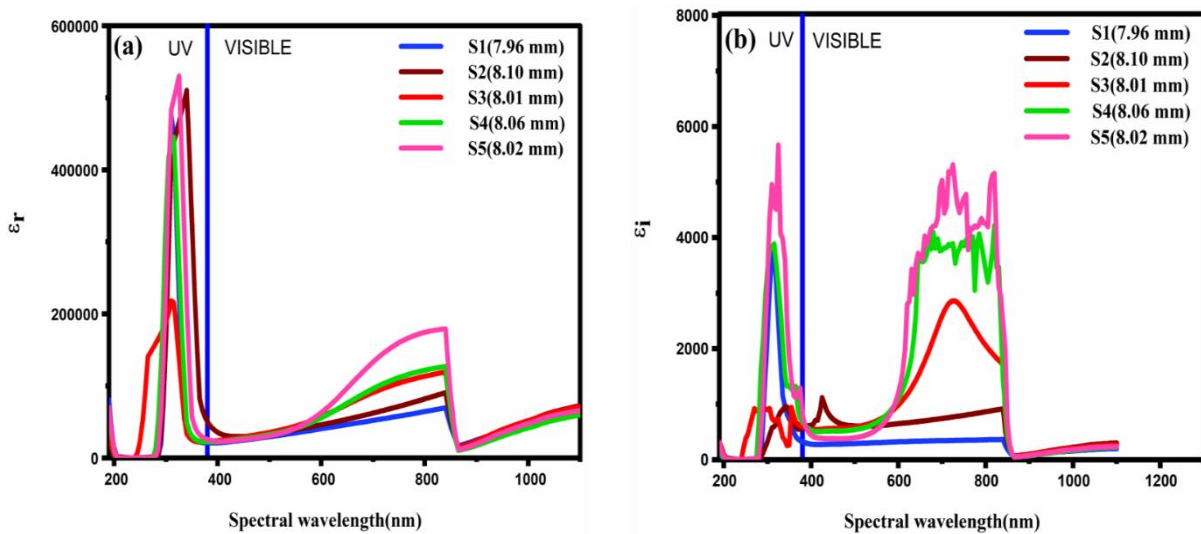 (a)
UV
VISIBLE
S1(7.96 mm)
S2(8.10 mm)
S3(8.01 mm)
S4(8.06 mm)
S5(8.02 mm)
600000
400000
200000
0
εr
200 400 600 800 1000
Spectral wavelength(nm)
(b)
UV VISIBLE
S1(7.96 mm)
S2(8.10 mm)
S3(8.01 mm)
S4(8.06 mm)
S5(8.02 mm)
8000
6000
4000
2000
0
εi
200 400 600 800 1000 1200
Spectral wavelength(nm)